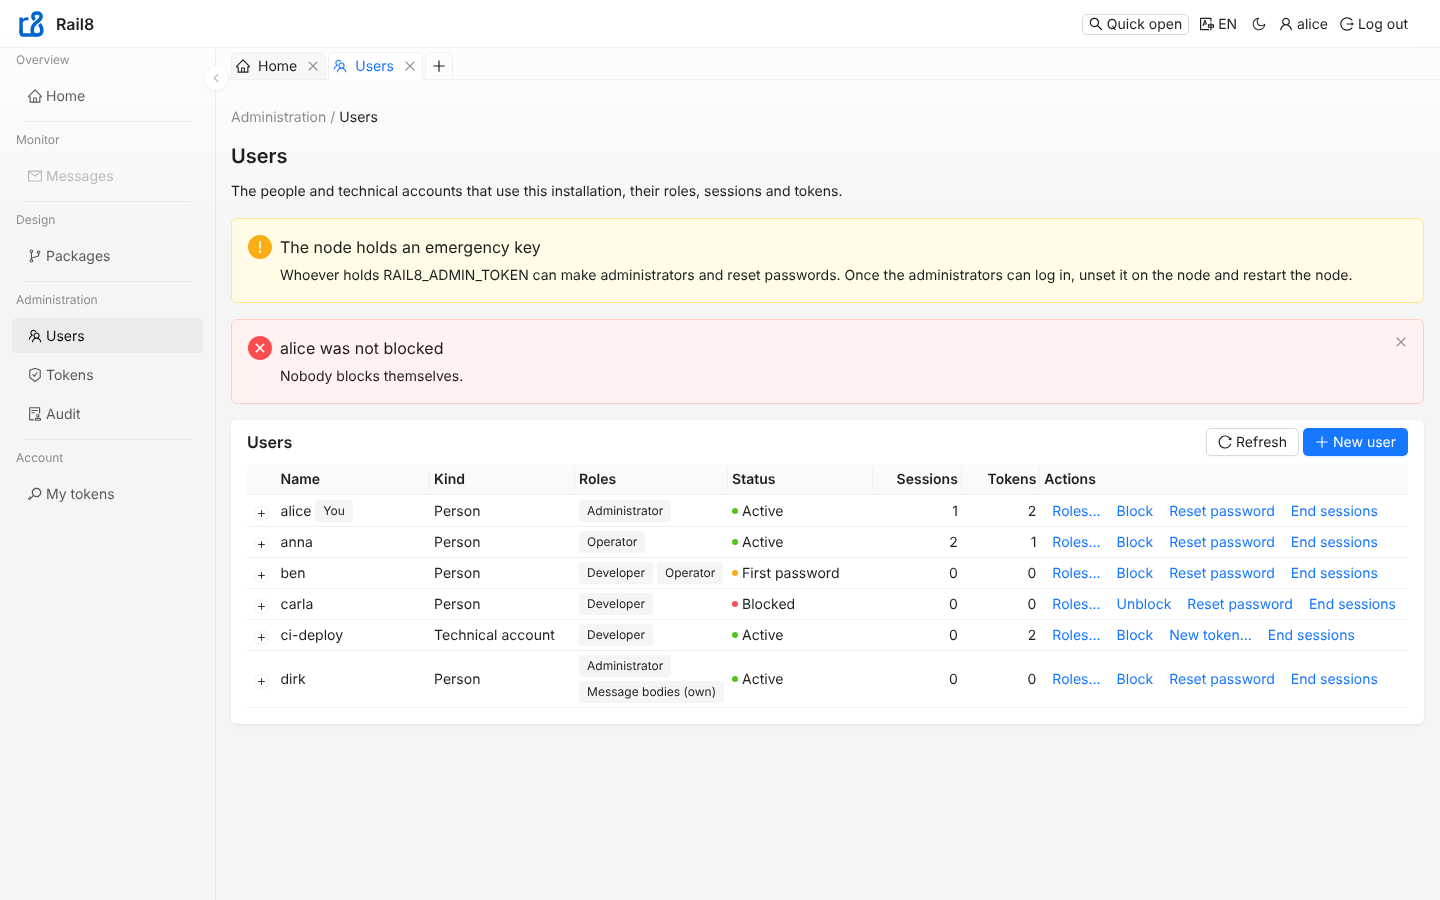 Rail8
Quick open
EN
alice
Log out
Overview
Home
Monitor
Messages
Design
Packages
Administration
Users
Tokens
Audit
Account
My tokens
Home
Users
Administration / Users
Users
The people and technical accounts that use this installation, their roles, sessions and tokens.
The node holds an emergency key
Whoever holds RAIL8_ADMIN_TOKEN can make administrators and reset passwords. Once the administrators can log in, unset it on the node and restart the node.
alice was not blocked
Nobody blocks themselves.
Users
Refresh
New user
Name Kind Roles Status Sessions Tokens Actions
alice You Person Administrator Active 1 2 Roles... Block Reset password End sessions
anna Person Operator Active 2 1 Roles... Block Reset password End sessions
ben Person Developer Operator First password 0 0 Roles... Block Reset password End sessions
carla Person Developer Blocked 0 0 Roles... Unblock Reset password End sessions
ci-deploy Technical account Developer Active 0 2 Roles... Block New token... End sessions
dirk Person Administrator Message bodies (own) Active 0 0 Roles... Block Reset password End sessions